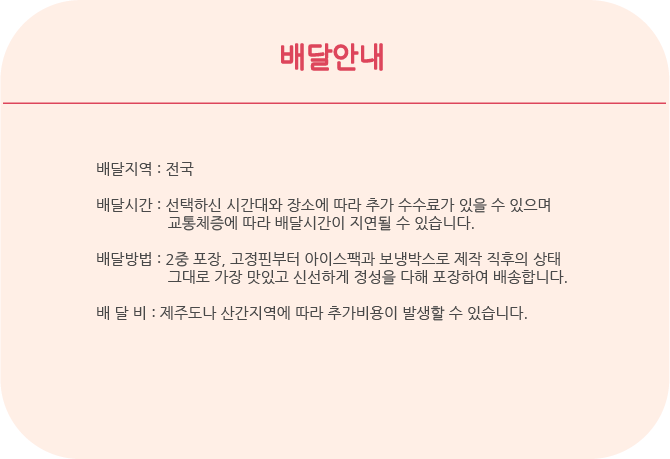 배달안내
배달지역 : 전국
배달시간 : 선택하신 시간대와 장소에 따라 추가 수수료가 있을 수 있으며
교통체증에 따라 배달시간이 지연될 수 있습니다.
배달방법 : 2중 포장, 고정핀부터 아이스팩과 보냉박스로 제작 직후의 상태
그대로 가장 맛있고 신선하게 정성을 다해 포장하여 배송합니다.
배 달 비 : 제주도나 산간지역에 따라 추가비용이 발생할 수 있습니다.